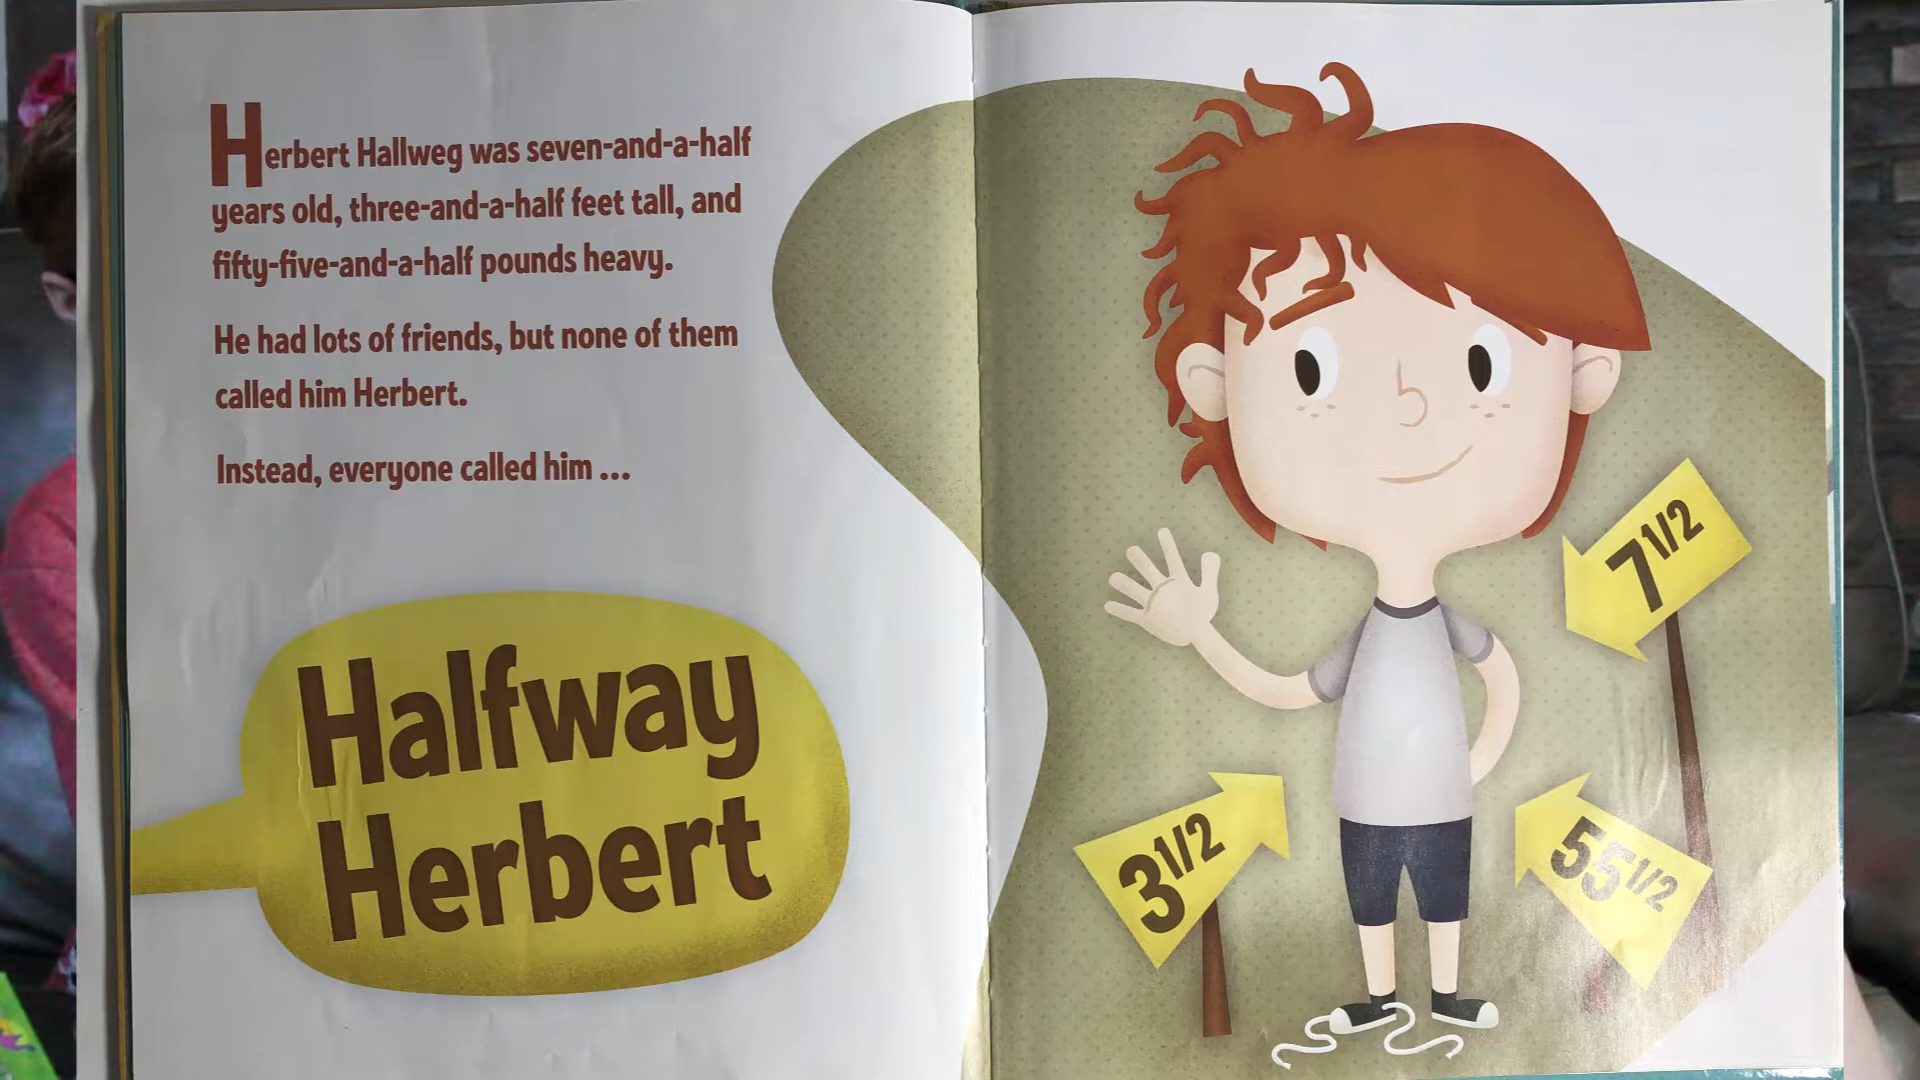 Herbert Hallweg was seven-and-a-half
years old, three-and-a-half feet tall, and
fifty-five-and-a-half pounds heavy.
He had lots of friends, but none of them
called him Herbert.
Instead, everyone called him ...
Halfway
Herbert
7 1/2
3 1/2
55 1/2